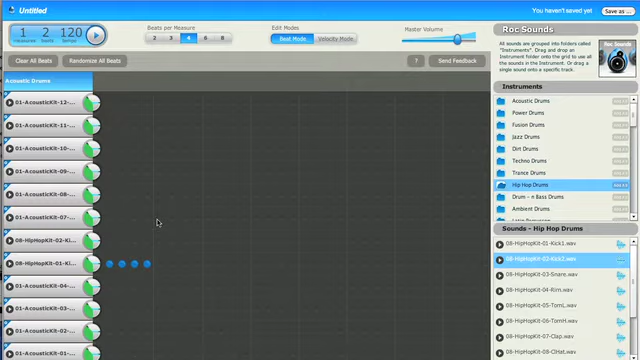 Untitled
You haven't saved yet
Save as ...
1 2 120
measures beats tempo
Beats per Measure
2 3 4 6 8
Edit Modes
Beat Mode Velocity Mode
Master Volume
Clear All Beats
Randomize All Beats
?
Send Feedback
Acoustic Drums
01-AcousticKit-12-...
01-AcousticKit-11-...
01-AcousticKit-10-...
01-AcousticKit-09-...
01-AcousticKit-08-...
01-AcousticKit-07-...
08-HipHopKit-02-Ki...
08-HipHopKit-01-Ki...
01-AcousticKit-04-...
01-AcousticKit-03-...
01-AcousticKit-02-...
01-AcousticKit-01-...
Roc Sounds
All sounds are grouped into folders called "Instruments". Drag and drop an Instrument folder onto the grid to use all the sounds in the Instrument. Or drag a single sound onto a specific track.
Roc Sounds
Instruments
Acoustic Drums
Power Drums
Fusion Drums
Jazz Drums
Dirt Drums
Techno Drums
Trance Drums
Hip Hop Drums
Drum - n Bass Drums
Ambient Drums
Latin Percussion
Sounds - Hip Hop Drums
08-HipHopKit-01-Kick1.wav
08-HipHopKit-02-Kick2.wav
08-HipHopKit-03-Snare.wav
08-HipHopKit-04-Rim.wav
08-HipHopKit-05-TomL.wav
08-HipHopKit-06-TomH.wav
08-HipHopKit-07-Clap.wav
08-HipHopKit-08-ClHat.wav